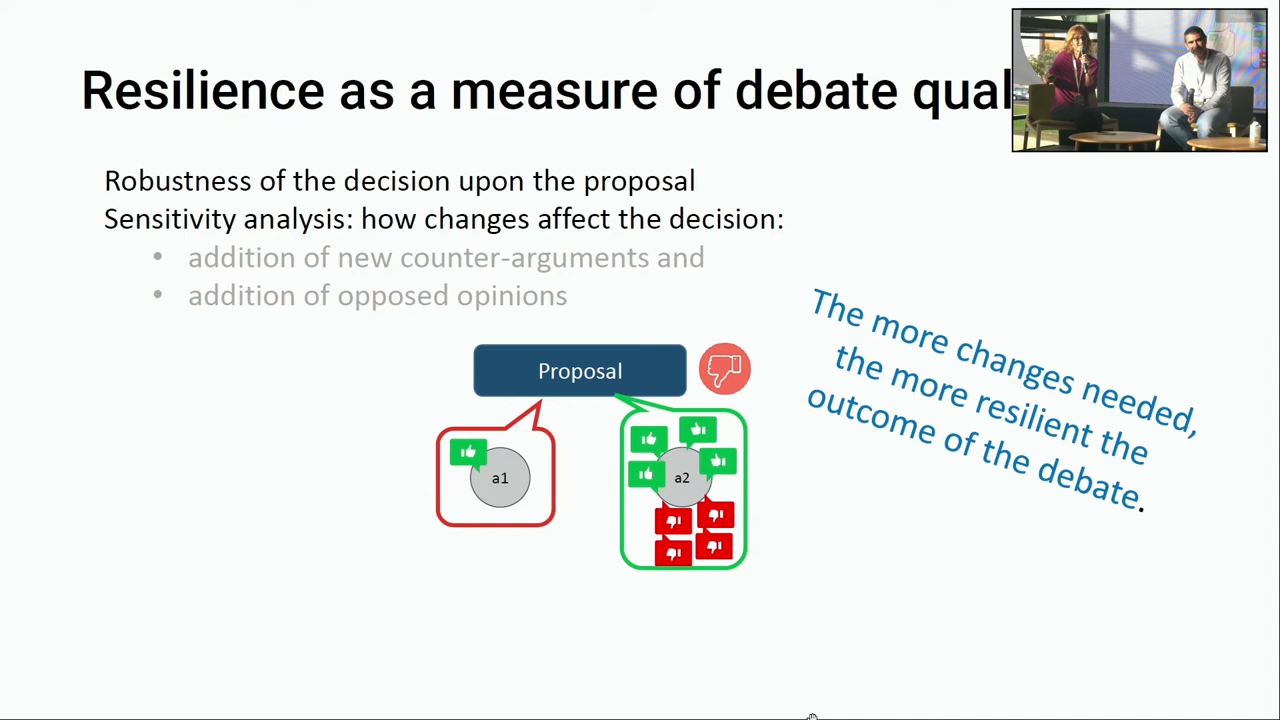 Resilience as a measure of debate qual
Robustness of the decision upon the proposal
Sensitivity analysis: how changes affect the decision:
• addition of new counter-arguments and
• addition of opposed opinions
The more changes needed,
the more resilient the
outcome of the debate.
Proposal
a1
a2